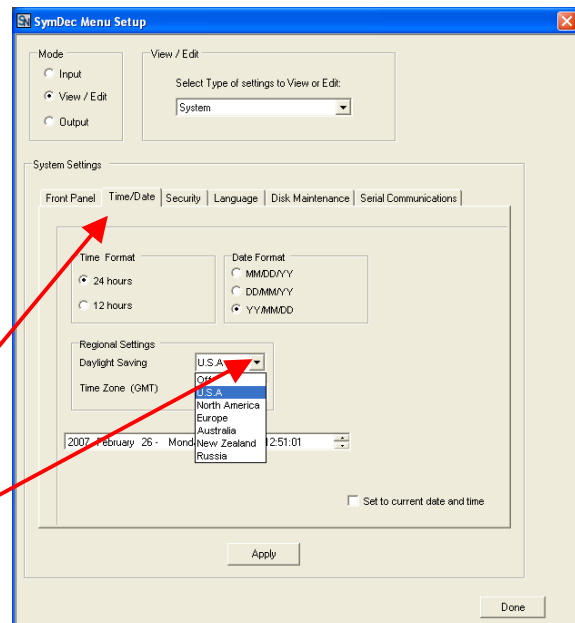 SymDec Menu Setup
Mode
Input
View / Edit
Output
View / Edit
Select Type of settings to View or Edit:
System
System Settings
Front Panel Time/Date Security Language Disk Maintenance Serial Communications
Time Format
24 hours
12 hours
Date Format
MM/DD/YY
DD/MM/YY
YY/MM/DD
Regional Settings
Daylight Saving
U.S.A
Time Zone (GMT)
Off
U.S.A
North America
Europe
Australia
New Zealand
Russia
2007 February 26 - 12:51:01
Set to current date and time
Apply
Done